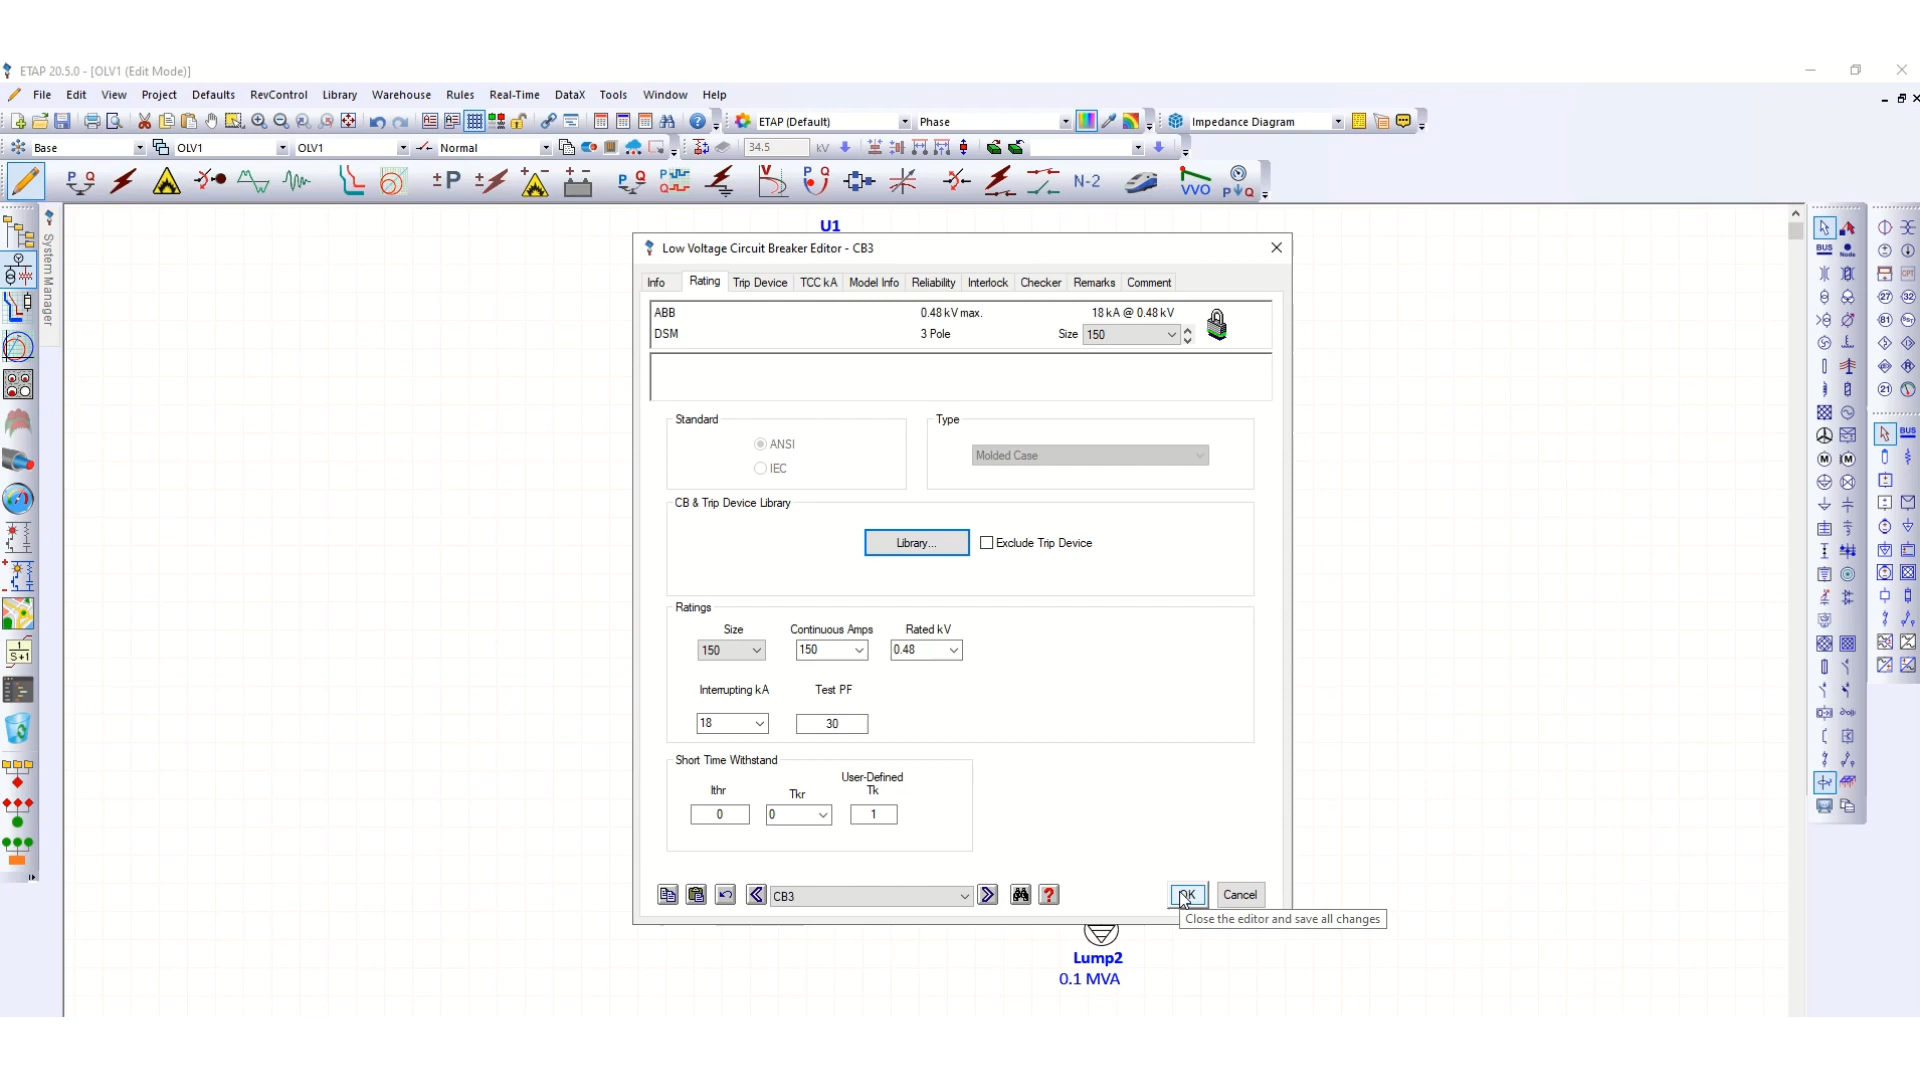 ETAP 20.5.0 - [OLV1 (Edit Mode)]
File Edit View Project Defaults RevControl Library Warehouse Rules Real-Time DataX Tools Window Help
ETAP (Default) Phase Impedance Diagram
Base OLV1 OLV1 Normal 34.5 kV
N-2 VVO
System Manager
U1
Low Voltage Circuit Breaker Editor - CB3
Info Rating Trip Device TCC kA Model Info Reliability Interlock Checker Remarks Comment
ABB 0.48 kV max. 18 kA @ 0.48 kV
DSM 3 Pole Size 150
Standard Type
ANSI
Molded Case
IEC
CB & Trip Device Library
Library... Exclude Trip Device
Ratings
Size Continuous Amps Rated kV
150 150 0.48
Interrupting kA Test PF
18 30
Short Time Withstand
User-Defined
Ithr Tkr Tk
0 0 1
CB3 OK Cancel
Close the editor and save all changes
Lump2
0.1 MVA